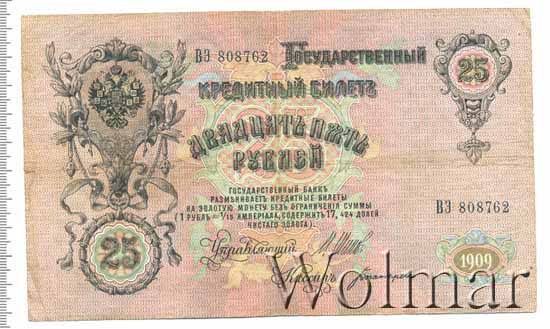 ВЭ 808762
Государственный
25
кредитный билетъ
двадцать пять
рублей
государственный банкъ
размѣниваетъ кредитные билеты
на золотую монету безъ ограниченія суммы
(1 рубль = 1/15 имперіала, содержитъ 17, 424 долей
чистаго золота).
ВЭ 808762
25
Управляющій
Кассиръ
1909
Wolmar